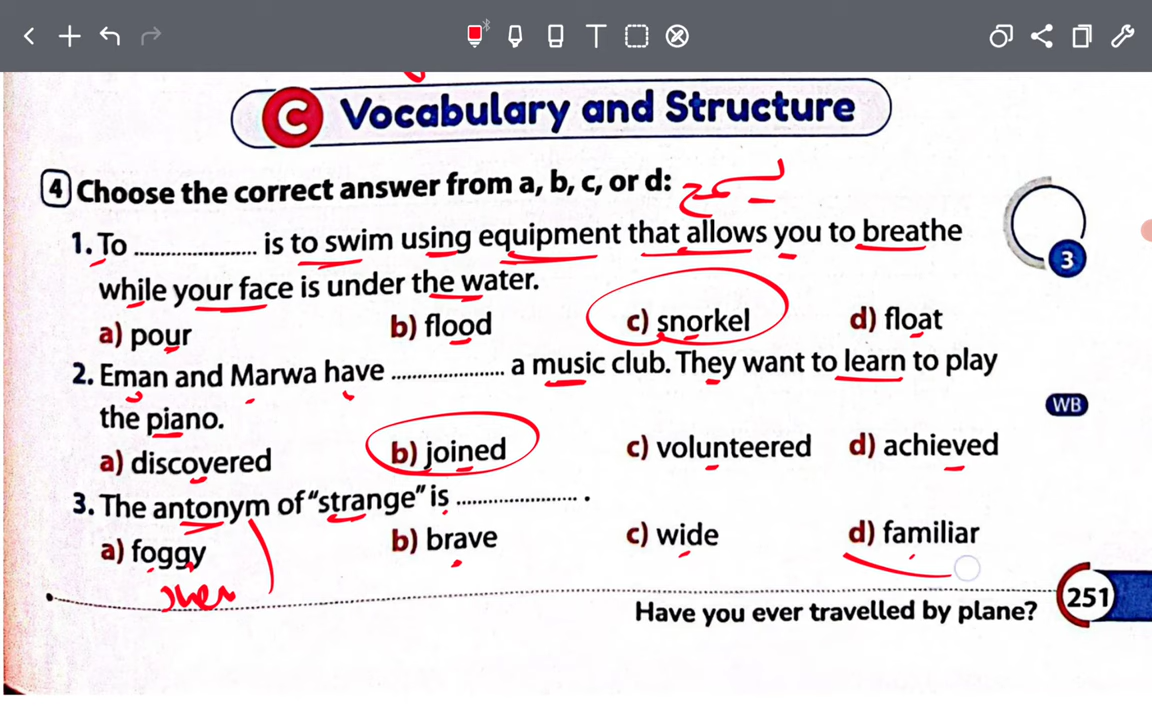 C Vocabulary and Structure
4 Choose the correct answer from a, b, c, or d:
3
1. To .................... is to swim using equipment that allows you to breathe
while your face is under the water.
a) pour b) flood c) snorkel d) float
2. Eman and Marwa have .................... a music club. They want to learn to play
the piano.
WB
a) discovered b) joined c) volunteered d) achieved
3. The antonym of "strange" is .................... .
a) foggy b) brave c) wide d) familiar
Have you ever travelled by plane? 251